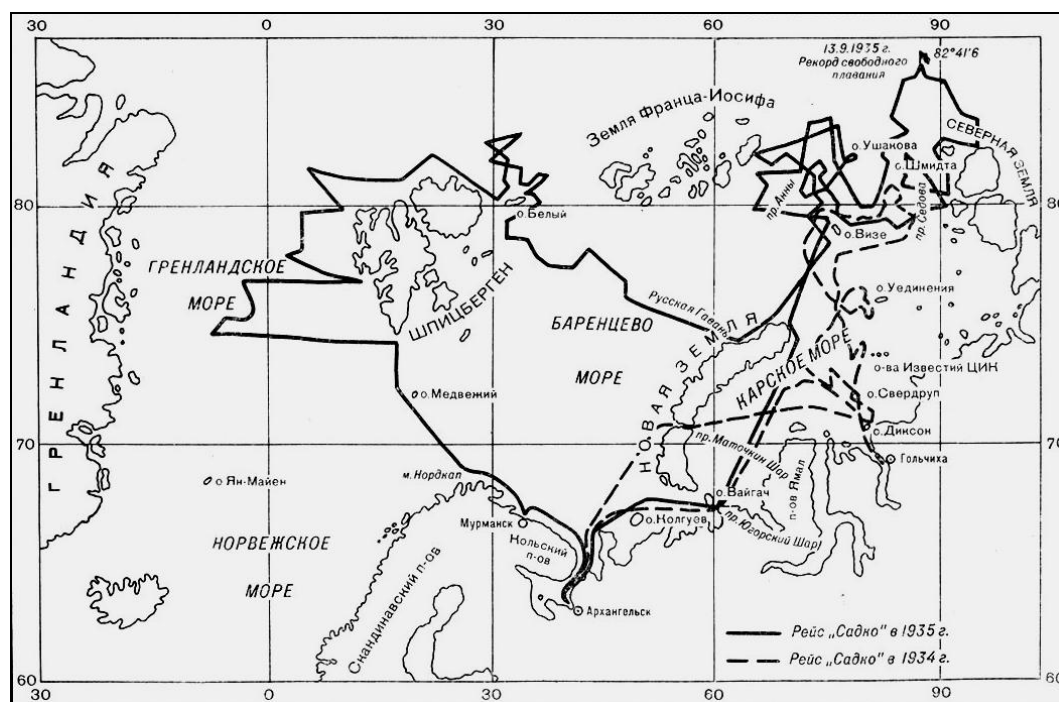 30 0 30 60 90
13.9.1935 г.
82°41'6
Рекорд свободного
плавания
Земля Франца-Иосифа
СЕВЕРНАЯ ЗЕМЛЯ
о.Ушакова
о.Шмидта
пр.Анны
пр.Седова
80
80
о.Белый
о.Визе
ГРЕНЛАНДИЯ
ГРЕНЛАНДСКОЕ
МОРЕ
ШПИЦБЕРГЕН
о.Уединения
Русская Гавань
БАРЕНЦЕВО
МОРЕ
НОВАЯ ЗЕМЛЯ
КАРСКОЕ МОРЕ
о-ва Известий ЦИК
о.Медвежий
о.Свердруп
о.Диксон
70
70
пр.Маточкин Шар
Гольчиха
м.Нордкап
о Ян-Майен
п-ов Ямал
о.Вайгач
Мурманск
о.Колгуев
пр.Югорский Шар
НОРВЕЖСКОЕ
МОРЕ
Кольский
п-ов
Скандинавский п-ов
Архангельск
Рейс „Садко" в 1935 г.
Рейс „Садко" в 1934 г.
60
60
30 0 30 60 90